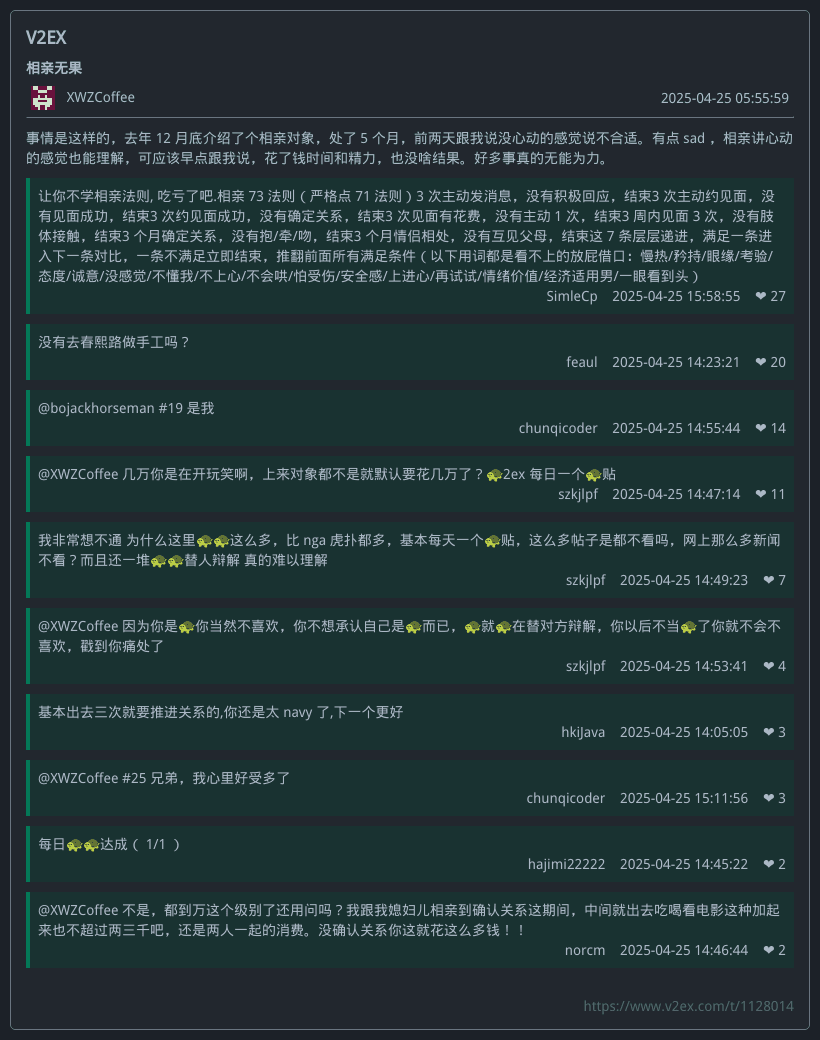 V2EX
相亲无果
XWZCoffee 2025-04-25 05:55:59
事情是这样的，去年 12 月底介绍了个相亲对象，处了 5 个月，前两天跟我说没心动的感觉说不合适。有点 sad ，相亲讲心动
的感觉也能理解，可应该早点跟我说，花了钱时间和精力，也没啥结果。好多事真的无能为力。
让你不学相亲法则, 吃亏了吧.相亲 73 法则（严格点 71 法则）3 次主动发消息，没有积极回应，结束3 次主动约见面，没
有见面成功，结束3 次约见面成功，没有确定关系，结束3 次见面有花费，没有主动 1 次，结束3 周内见面 3 次，没有肢
体接触，结束3 个月确定关系，没有抱/牵/吻，结束3 个月情侣相处，没有互见父母，结束这 7 条层层递进，满足一条进
入下一条对比，一条不满足立即结束，推翻前面所有满足条件（以下用词都是看不上的放屁借口：慢热/矜持/眼缘/考验/
态度/诚意/没感觉/不懂我/不上心/不会哄/怕受伤/安全感/上进心/再试试/情绪价值/经济适用男/一眼看到头）
SimleCp 2025-04-25 15:58:55 ❤ 27
没有去春熙路做手工吗？
feaul 2025-04-25 14:23:21 ❤ 20
@bojackhorseman #19 是我
chunqicoder 2025-04-25 14:55:44 ❤ 14
@XWZCoffee 几万你是在开玩笑啊，上来对象都不是就默认要花几万了？🐢2ex 每日一个🐢贴
szkjlpf 2025-04-25 14:47:14 ❤ 11
我非常想不通 为什么这里🐢🐢这么多，比 nga 虎扑都多，基本每天一个🐢贴，这么多帖子是都不看吗，网上那么多新闻
不看？而且还一堆🐢🐢替人辩解 真的难以理解
szkjlpf 2025-04-25 14:49:23 ❤ 7
@XWZCoffee 因为你是🐢你当然不喜欢，你不想承认自己是🐢而已，🐢就🐢在替对方辩解，你以后不当🐢了你就不会不
喜欢，戳到你痛处了
szkjlpf 2025-04-25 14:53:41 ❤ 4
基本出去三次就要推进关系的,你还是太 navy 了,下一个更好
hkiJava 2025-04-25 14:05:05 ❤ 3
@XWZCoffee #25 兄弟，我心里好受多了
chunqicoder 2025-04-25 15:11:56 ❤ 3
每日🐢🐢达成（ 1/1 ）
hajimi22222 2025-04-25 14:45:22 ❤ 2
@XWZCoffee 不是，都到万这个级别了还用问吗？我跟我媳妇儿相亲到确认关系这期间，中间就出去吃喝看电影这种加起
来也不超过两三千吧，还是两人一起的消费。没确认关系你这就花这么多钱！！
norcm 2025-04-25 14:46:44 ❤ 2
https://www.v2ex.com/t/1128014